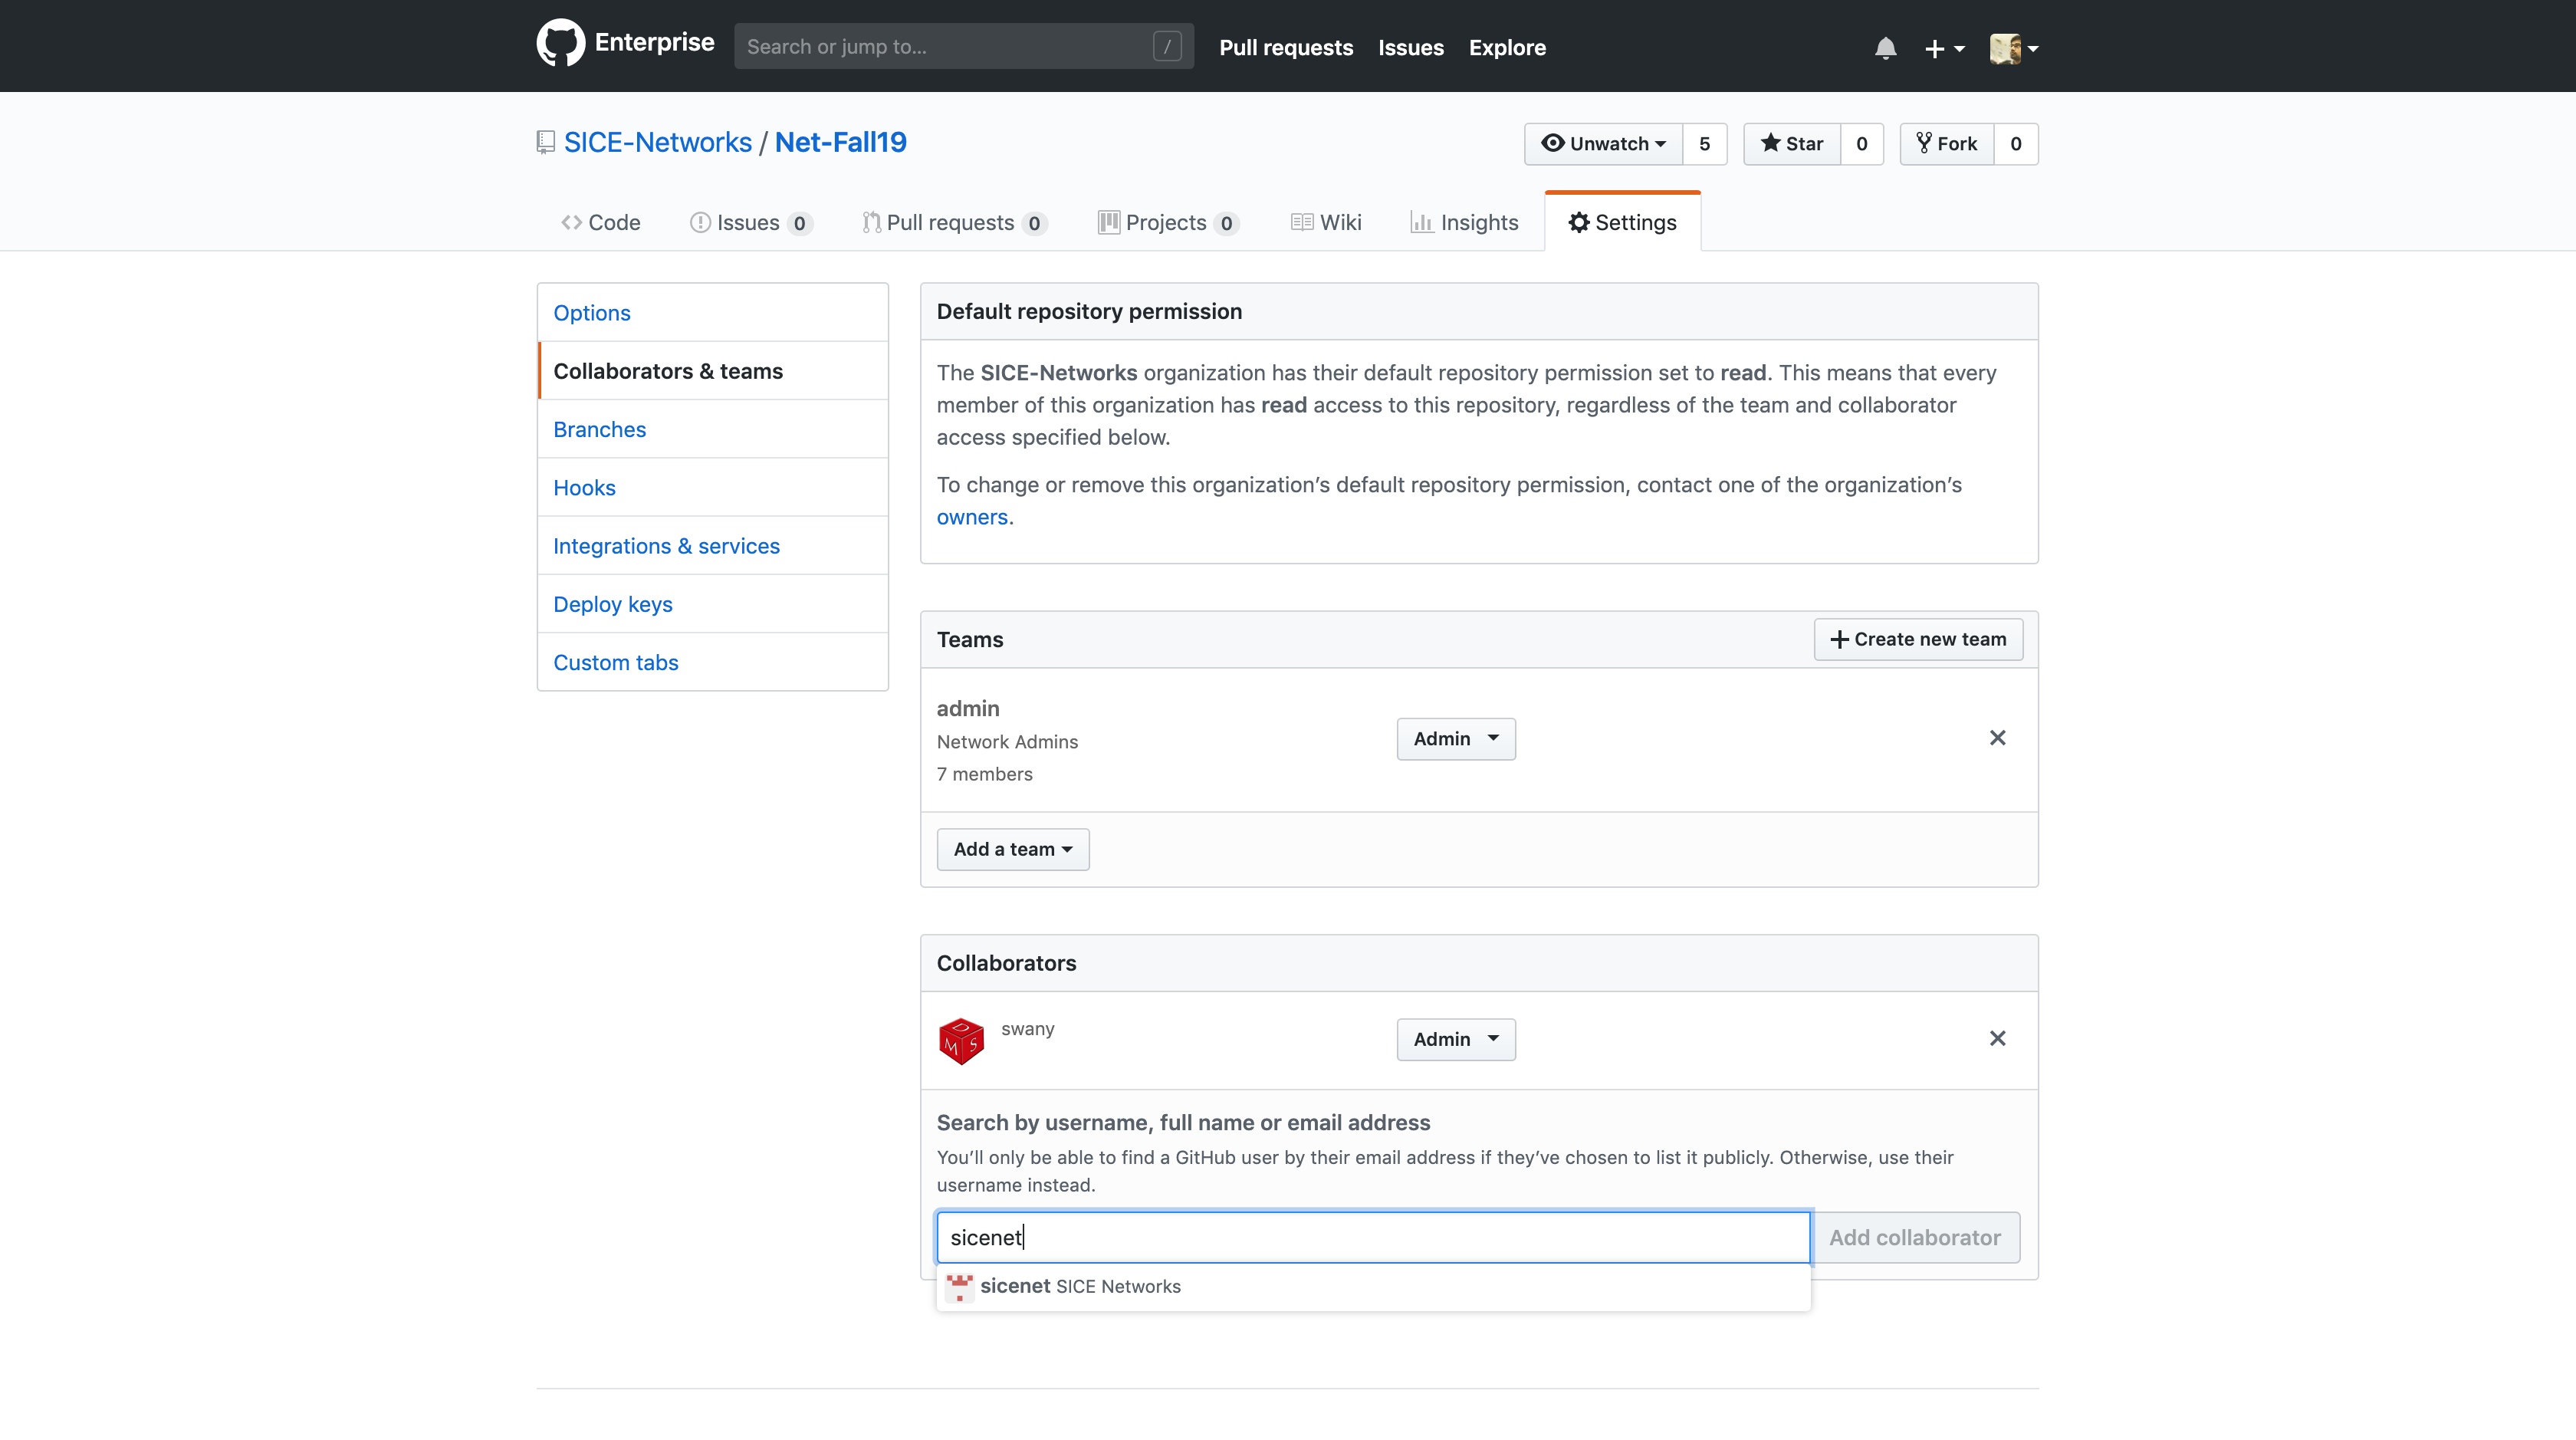 Enterprise
Search or jump to...
/
Pull requests
Issues
Explore
SICE-Networks / Net-Fall19
Unwatch 5
Star 0
Fork 0
Code
Issues 0
Pull requests 0
Projects 0
Wiki
Insights
Settings
Options
Collaborators & teams
Branches
Hooks
Integrations & services
Deploy keys
Custom tabs
Default repository permission
The SICE-Networks organization has their default repository permission set to read. This means that every
member of this organization has read access to this repository, regardless of the team and collaborator
access specified below.
To change or remove this organization’s default repository permission, contact one of the organization’s
owners.
Teams
Create new team
admin
Network Admins
7 members
Admin
Add a team
Collaborators
D M S
swany
Admin
Search by username, full name or email address
You’ll only be able to find a GitHub user by their email address if they’ve chosen to list it publicly. Otherwise, use their
username instead.
sicenet
Add collaborator
sicenet SICE Networks